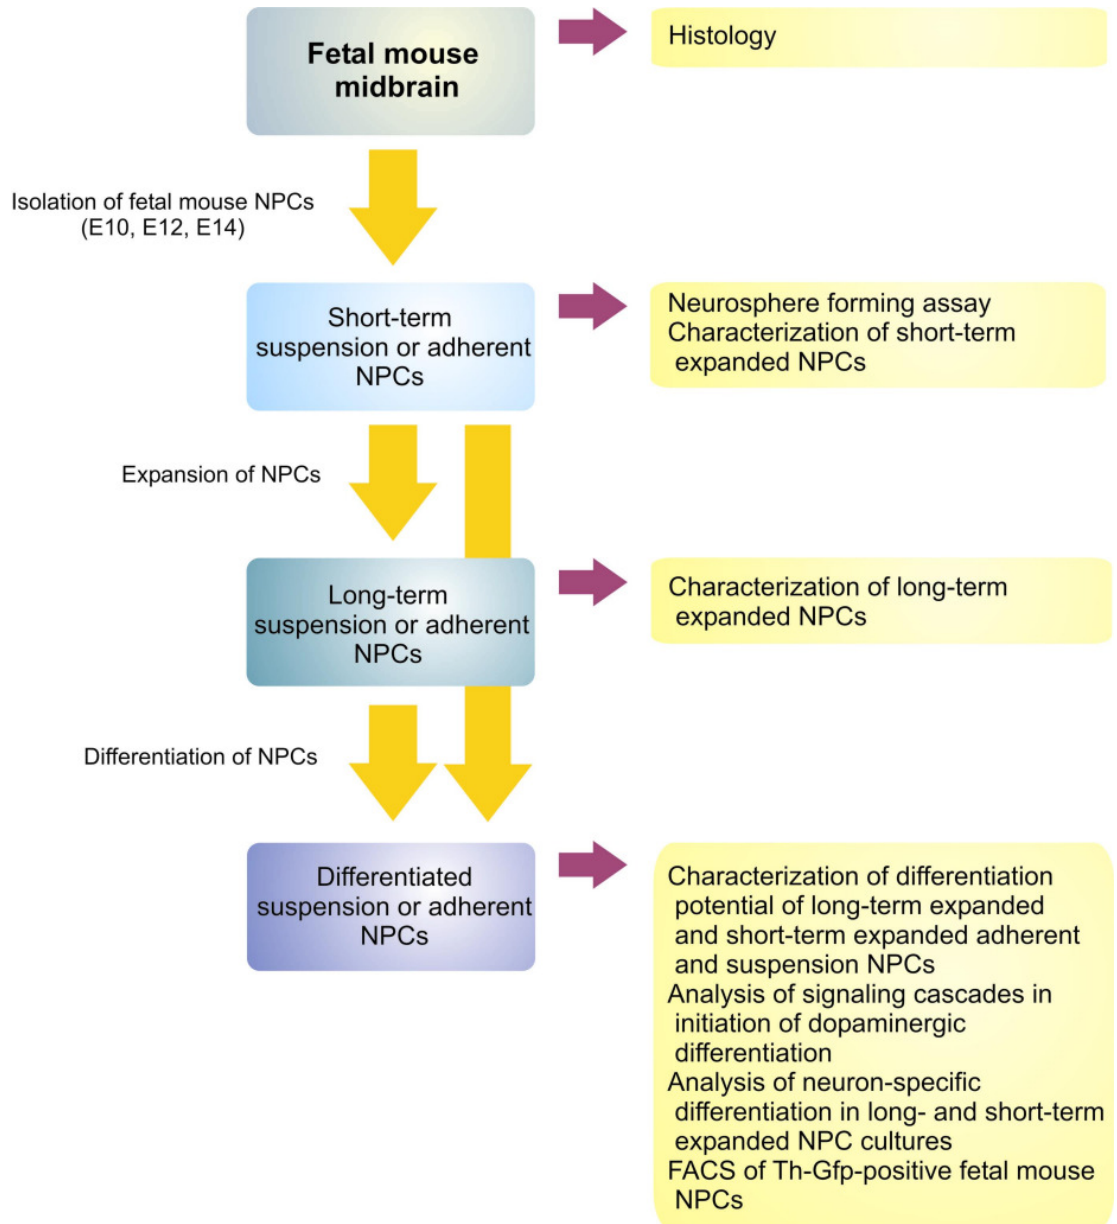 Fetal mouse
midbrain
Histology
Isolation of fetal mouse NPCs
(E10, E12, E14)
Short-term
suspension or adherent
NPCs
Neurosphere forming assay
Characterization of short-term
expanded NPCs
Expansion of NPCs
Long-term
suspension or adherent
NPCs
Characterization of long-term
expanded NPCs
Differentiation of NPCs
Differentiated
suspension or adherent
NPCs
Characterization of differentiation
potential of long-term expanded
and short-term expanded adherent
and suspension NPCs
Analysis of signaling cascades in
initiation of dopaminergic
differentiation
Analysis of neuron-specific
differentiation in long- and short-term
expanded NPC cultures
FACS of Th-Gfp-positive fetal mouse
NPCs